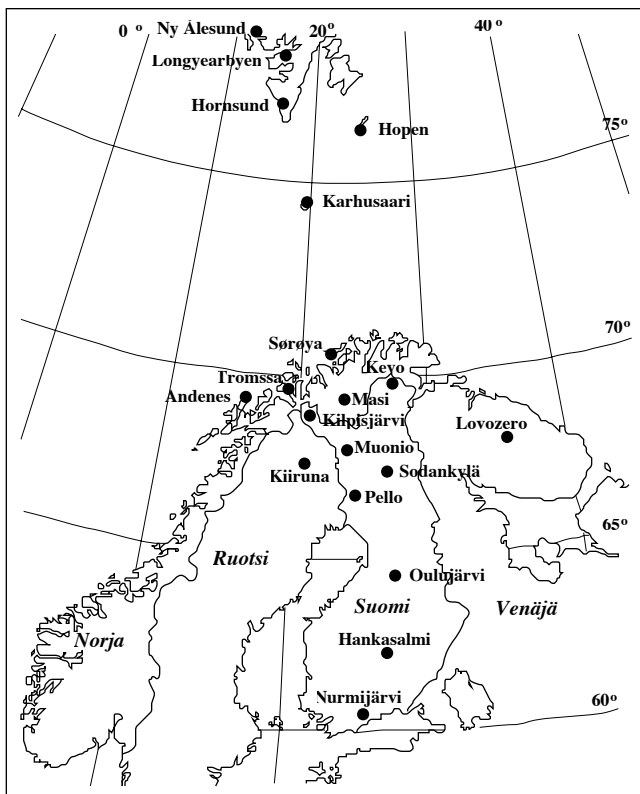 0 o
Ny Ålesund
20o
40 o
Longyearbyen
Hornsund
Hopen
75o
Karhusaari
Sørøya
70o
Kevo
Tromssa
Andenes
Masi
Kilpisjärvi
Lovozero
Muonio
Kiiruna
Sodankylä
Pello
65o
Ruotsi
Oulujärvi
Suomi
Venäjä
Norja
Hankasalmi
Nurmijärvi
60o